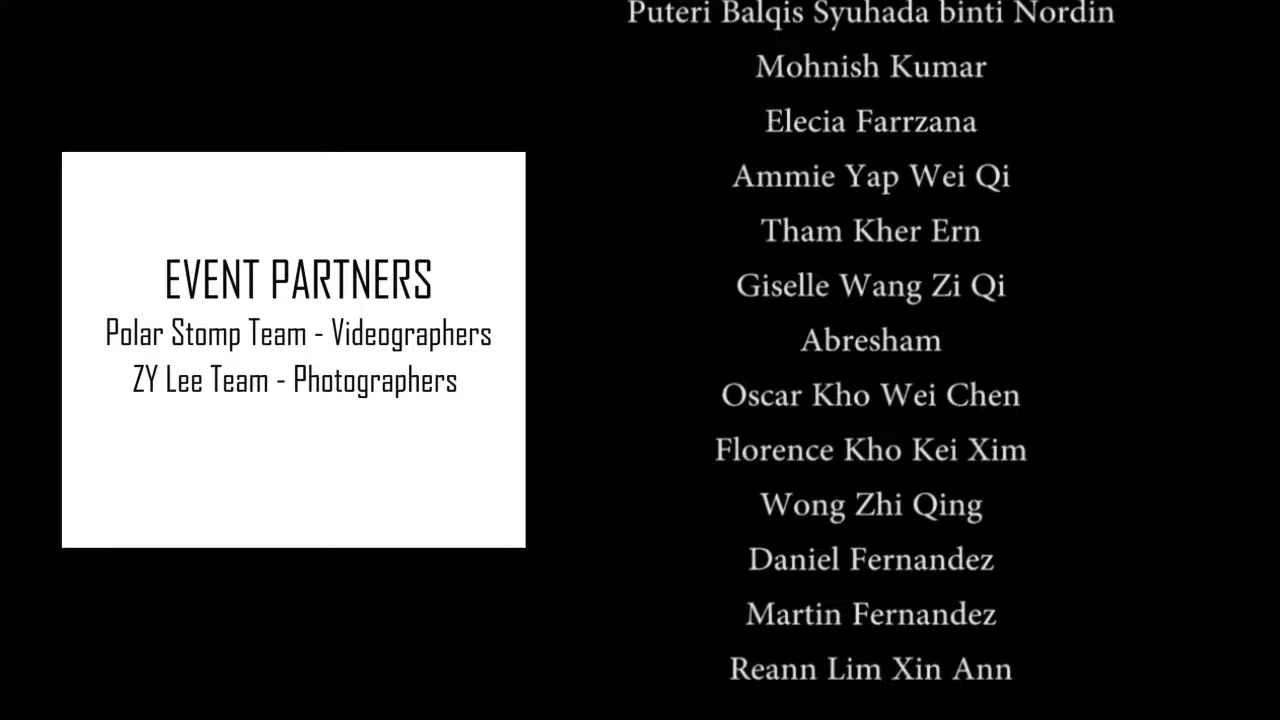 EVENT PARTNERS
Polar Stomp Team - Videographers
ZY Lee Team - Photographers
Puteri Balqis Syuhada binti Nordin
Mohnish Kumar
Elecia Farrzana
Ammie Yap Wei Qi
Tham Kher Ern
Giselle Wang Zi Qi
Abresham
Oscar Kho Wei Chen
Florence Kho Kei Xim
Wong Zhi Qing
Daniel Fernandez
Martin Fernandez
Reann Lim Xin Ann